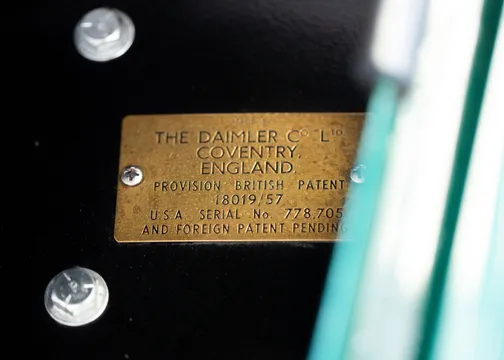 THE DAIMLER Co Ltd
COVENTRY,
ENGLAND.
PROVISION BRITISH PATENT
18019/57
U.S.A SERIAL No. 778.705
AND FOREIGN PATENT PENDING